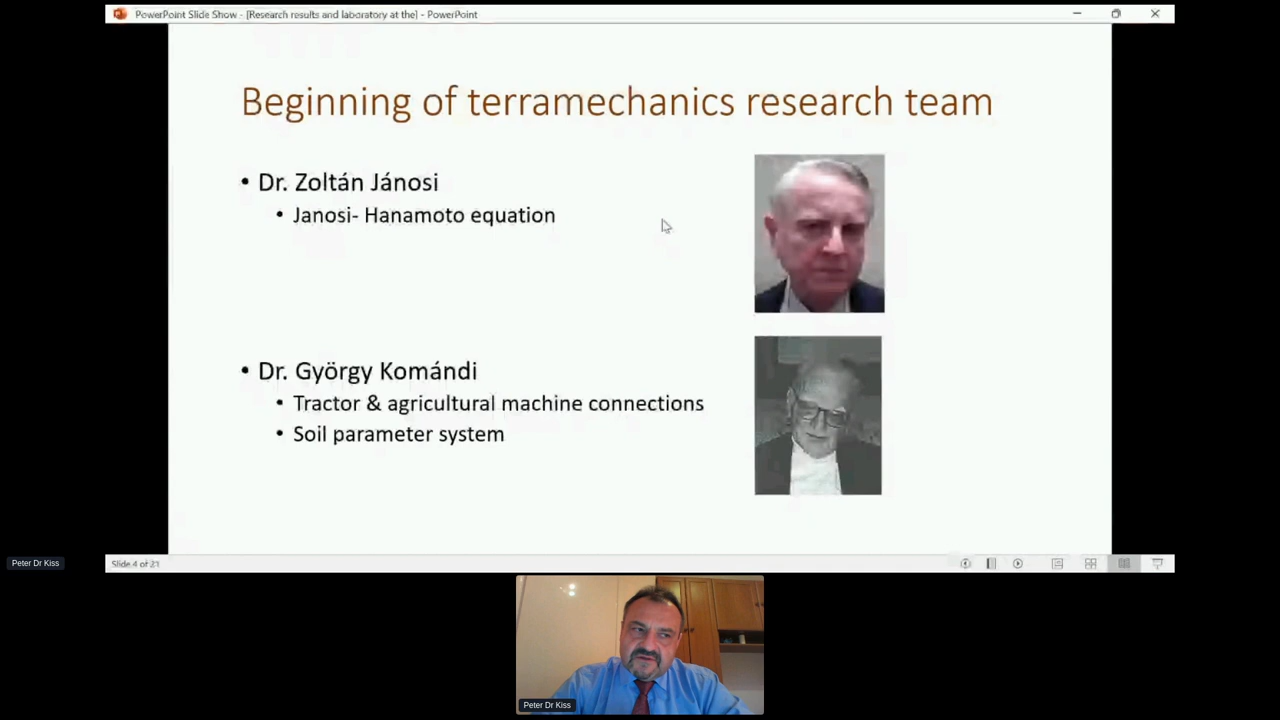 PowerPoint Slide Show - [Research results and laboratory at the] - PowerPoint
Beginning of terramechanics research team
• Dr. Zoltán Jánosi
• Janosi- Hanamoto equation
• Dr. György Komándi
• Tractor & agricultural machine connections
• Soil parameter system
Peter Dr Kiss
Slide 4 of 21
Peter Dr Kiss